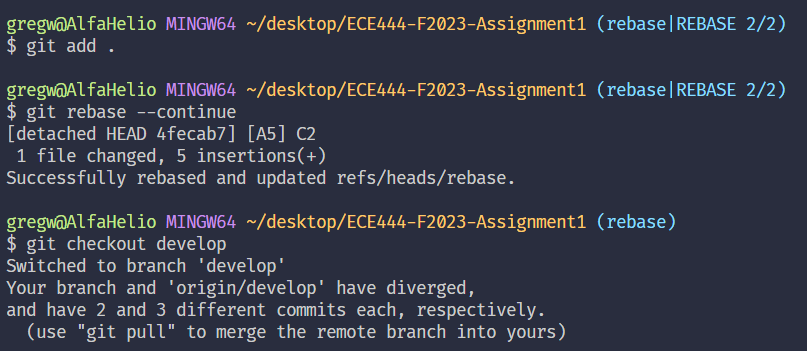 gregw@AlfaHelio MINGW64 ~/desktop/ECE444-F2023-Assignment1 (rebase|REBASE 2/2)
$ git add .
gregw@AlfaHelio MINGW64 ~/desktop/ECE444-F2023-Assignment1 (rebase|REBASE 2/2)
$ git rebase --continue
[detached HEAD 4fecab7] [A5] C2
 1 file changed, 5 insertions(+)
Successfully rebased and updated refs/heads/rebase.
gregw@AlfaHelio MINGW64 ~/desktop/ECE444-F2023-Assignment1 (rebase)
$ git checkout develop
Switched to branch 'develop'
Your branch and 'origin/develop' have diverged,
and have 2 and 3 different commits each, respectively.
  (use "git pull" to merge the remote branch into yours)